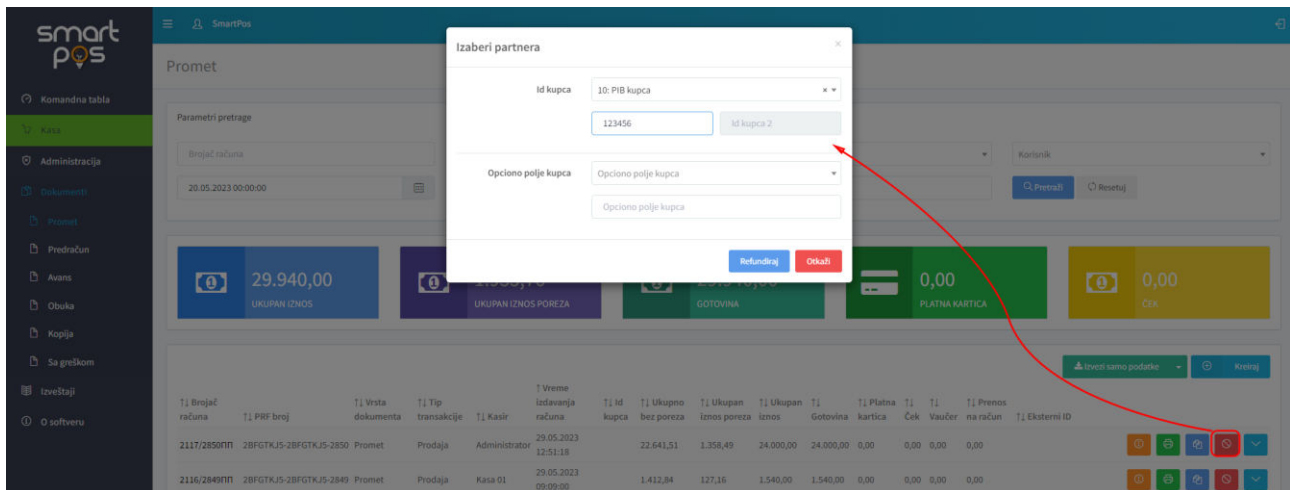 smart
pos
SmartPos
Promet
Komandna tabla
Kasa
Administracija
Dokumenti
Promet
Predračun
Avans
Obuka
Kopija
Sa greškom
Izveštaji
O softveru
Izaberi partnera
Id kupca
10: PIB kupca
123456
Id kupca 2
Opciono polje kupca
Opciono polje kupca
Opciono polje kupca
Refundiraj
Otkaži
Parametri pretrage
Brojač računa
Korisnik
20.05.2023 00:00:00
Pretraži
Resetuj
29.940,00
UKUPAN IZNOS
UKUPAN IZNOS POREZA
GOTOVINA
0,00
PLATNA KARTICA
0,00
ČEK
Izvezi samo podatke
Kreiraj
Brojač računa
PRF broj
Vrsta dokumenta
Tip transakcije
Kasir
Vreme izdavanja računa
Id kupca
Ukupno bez poreza
Ukupan iznos poreza
Ukupan iznos
Gotovina
Platna kartica
Ček
Vaučer
Prenos na račun
Eksterni ID
2117/2850ПП 2BFGTKJ5-2BFGTKJ5-2850 Promet Prodaja Administrator 29.05.2023 12:51:18 22.641,51 1.358,49 24.000,00 24.000,00 0,00 0,00 0,00 0,00
2116/2849ПП 2BFGTKJ5-2BFGTKJ5-2849 Promet Prodaja Kasa 01 29.05.2023 09:09:00 1.412,84 127,16 1.540,00 1.540,00 0,00 0,00 0,00 0,00